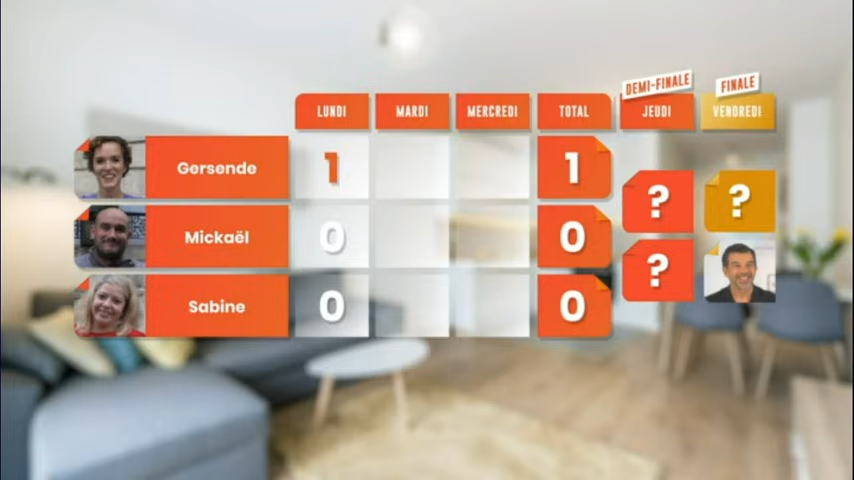 DEMI-FINALE FINALE
LUNDI MARDI MERCREDI TOTAL JEUDI VENDREDI
Gersende 1 1
? ?
Mickaël 0 0
?
Sabine 0 0